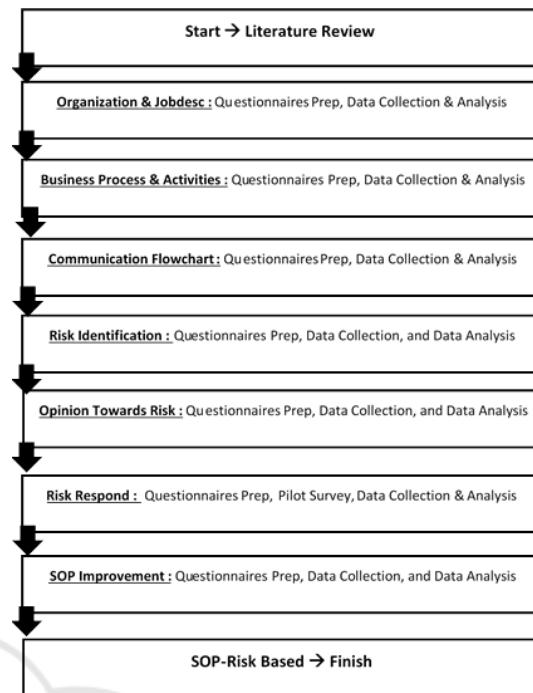 Start → Literature Review
Organization & Jobdesc : Questionnaires Prep, Data Collection & Analysis
Business Process & Activities : Questionnaires Prep, Data Collection & Analysis
Communication Flowchart : Questionnaires Prep, Data Collection & Analysis
Risk Identification : Questionnaires Prep, Data Collection, and Data Analysis
Opinion Towards Risk : Questionnaires Prep, Data Collection, and Data Analysis
Risk Respond : Questionnaires Prep, Pilot Survey, Data Collection & Analysis
SOP Improvement : Questionnaires Prep, Data Collection, and Data Analysis
SOP-Risk Based → Finish